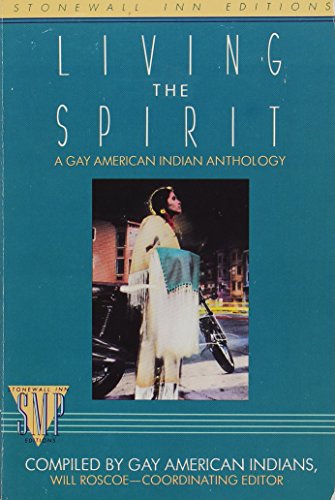 STONEWALL INN EDITIONS
LIVING
THE
SPIRIT
A GAY AMERICAN INDIAN ANTHOLOGY
STONEWALL INN
SMP
EDITIONS
COMPILED BY GAY AMERICAN INDIANS,
WILL ROSCOE—COORDINATING EDITOR